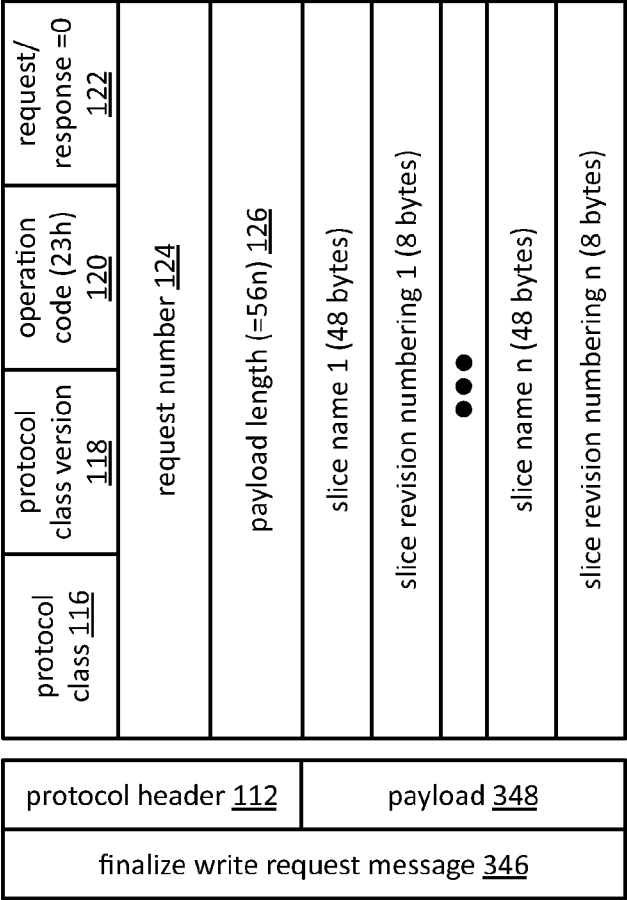 protocol
class 116
protocol
class version
118
operation
code (23h)
120
request/
response =0
122
request number 124
payload length (=56n) 126
slice name 1 (48 bytes)
slice revision numbering 1 (8 bytes)
●●●
slice name n (48 bytes)
slice revision numbering n (8 bytes)
protocol header 112
payload 348
finalize write request message 346